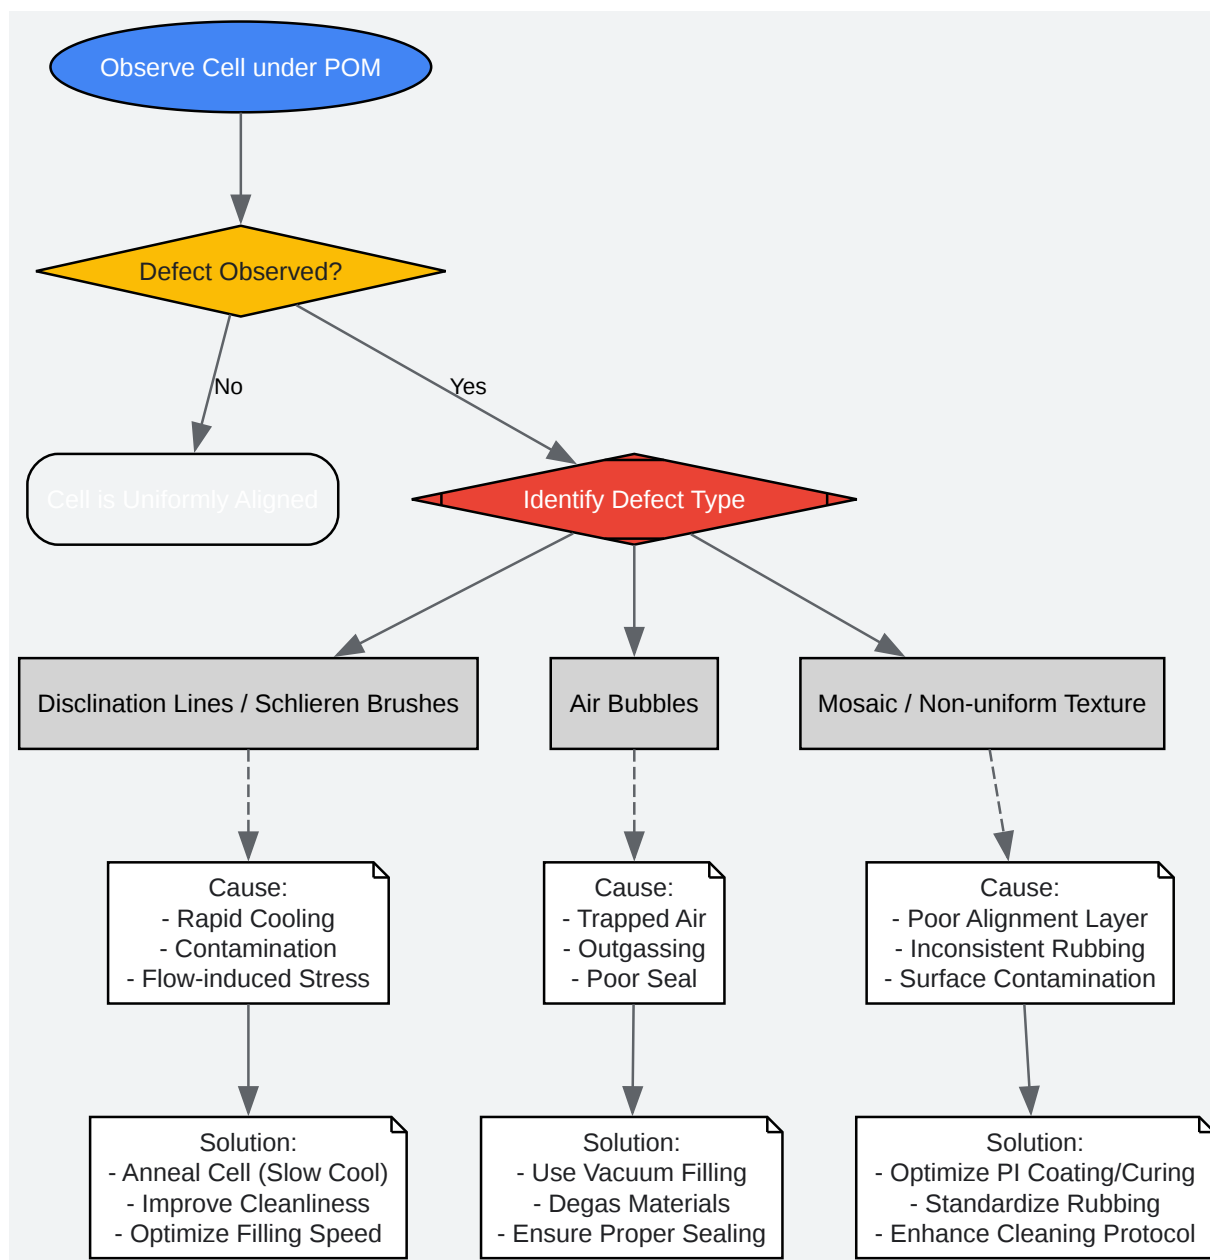 Observe Cell under POM
Defect Observed?
No
Yes
Cell is Uniformly Aligned
Identify Defect Type
Disclination Lines / Schlieren Brushes
Air Bubbles
Mosaic / Non-uniform Texture
Cause:
- Rapid Cooling
- Contamination
- Flow-induced Stress
Cause:
- Trapped Air
- Outgassing
- Poor Seal
Cause:
- Poor Alignment Layer
- Inconsistent Rubbing
- Surface Contamination
Solution:
- Anneal Cell (Slow Cool)
- Improve Cleanliness
- Optimize Filling Speed
Solution:
- Use Vacuum Filling
- Degas Materials
- Ensure Proper Sealing
Solution:
- Optimize PI Coating/Curing
- Standardize Rubbing
- Enhance Cleaning Protocol